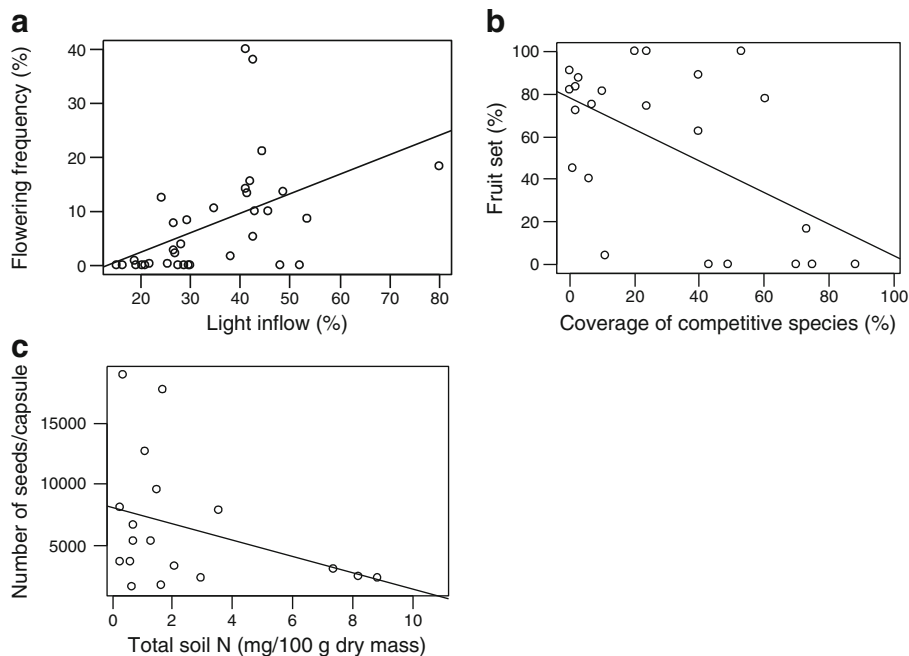 a
Flowering frequency (%)
40
30
20
10
0
20 30 40 50 60 70 80
Light inflow (%)
b
Fruit set (%)
100
80
60
40
20
0
0 20 40 60 80 100
Coverage of competitive species (%)
c
Number of seeds/capsule
15000
10000
5000
0 2 4 6 8 10
Total soil N (mg/100 g dry mass)